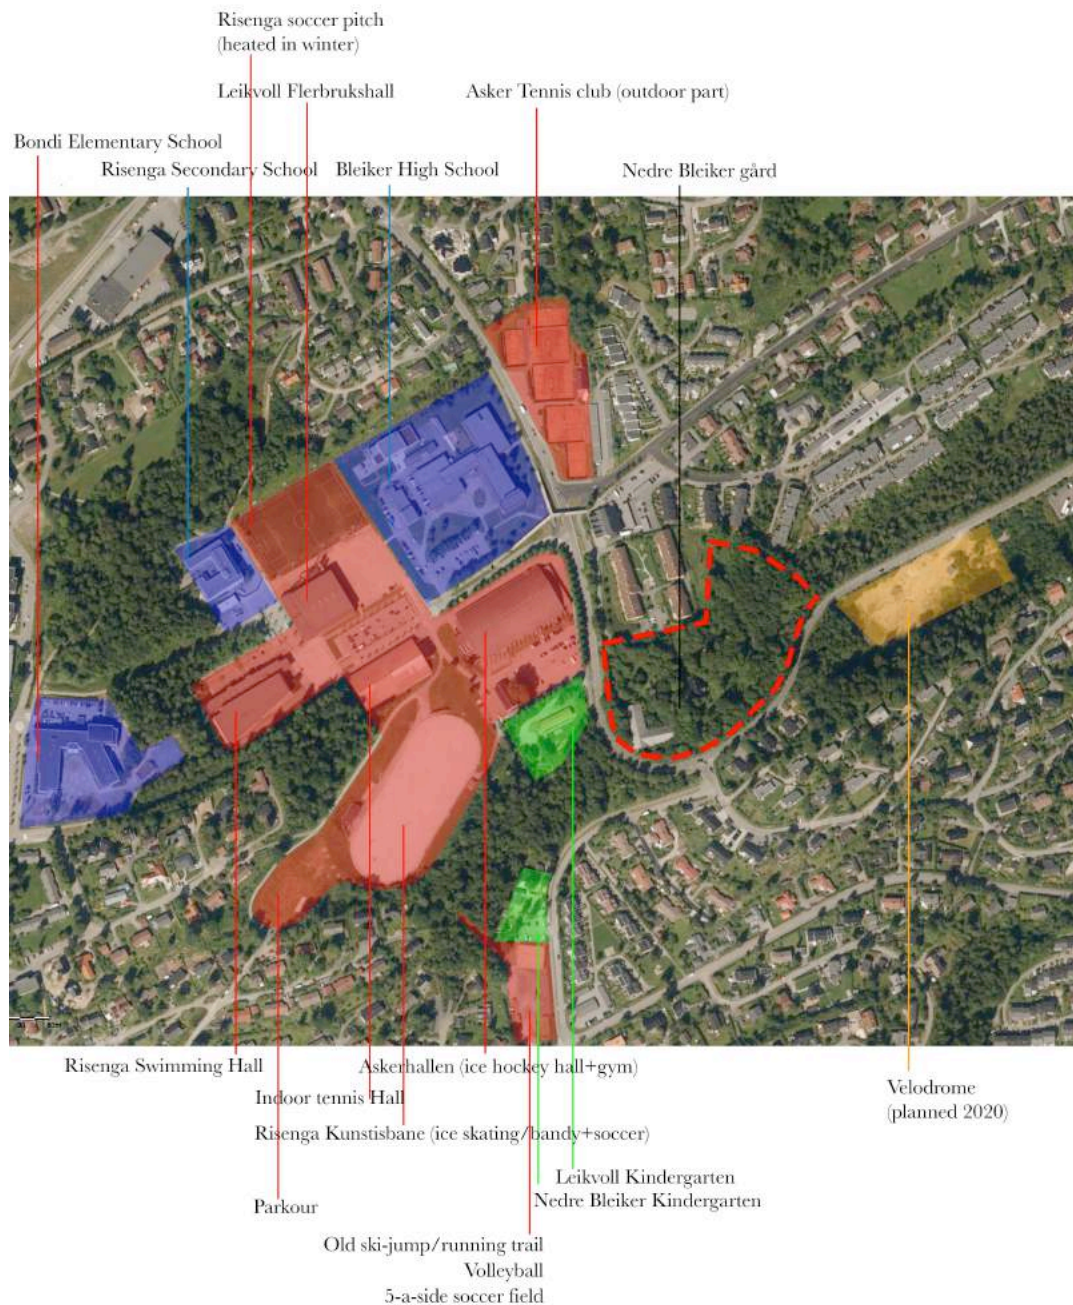 Risenga soccer pitch
(heated in winter)
Leikvoll Flerbrukshall
Asker Tennis club (outdoor part)
Bondi Elementary School
Risenga Secondary School
Bleiker High School
Nedre Bleiker gård
Risenga Swimming Hall
Askerhallen (ice hockey hall+gym)
Indoor tennis Hall
Risenga Kunstisbane (ice skating/bandy+soccer)
Velodrome
(planned 2020)
Leikvoll Kindergarten
Nedre Bleiker Kindergarten
Parkour
Old ski-jump/running trail
Volleyball
5-a-side soccer field